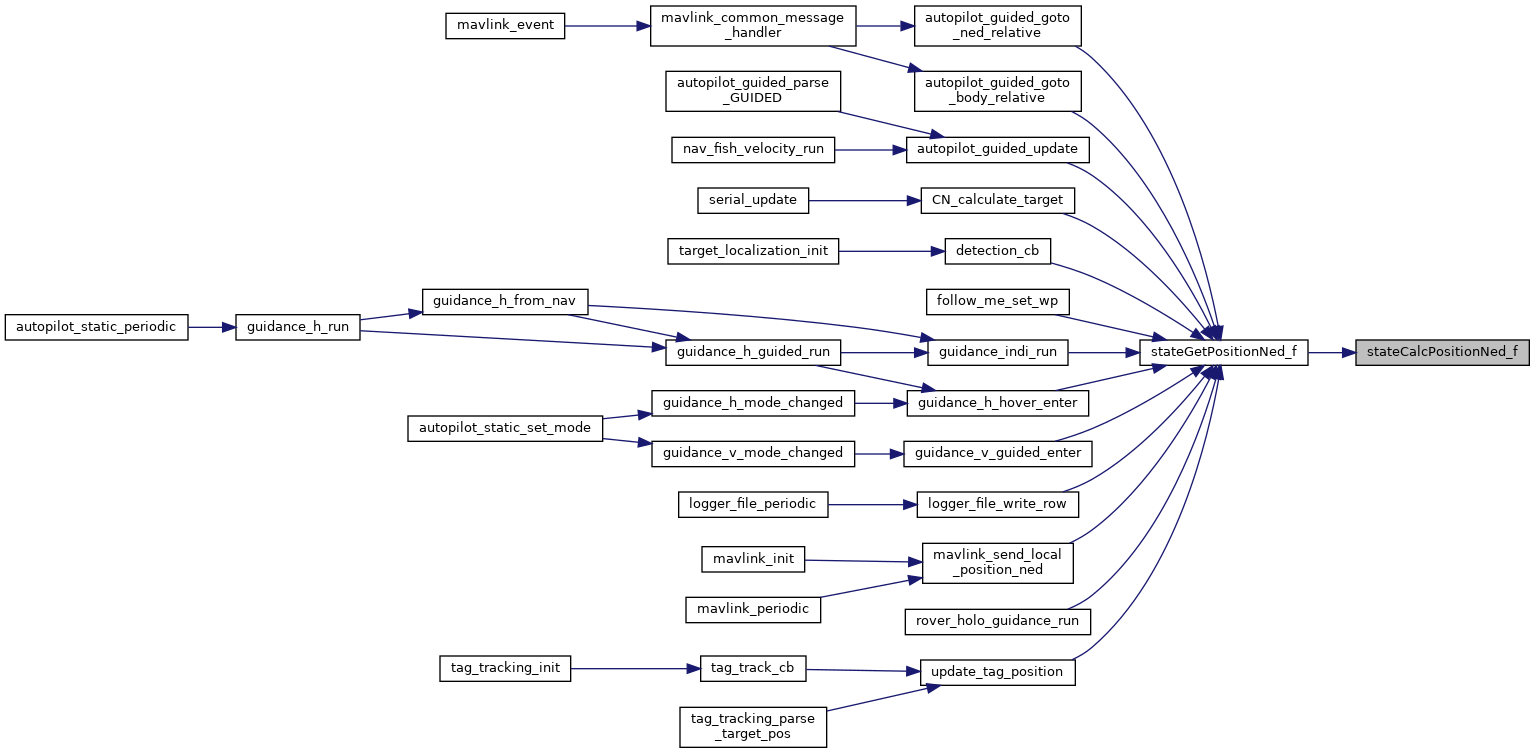 mavlink_event
mavlink_common_message
_handler
autopilot_guided_goto
_ned_relative
autopilot_guided_parse
_GUIDED
autopilot_guided_goto
_body_relative
nav_fish_velocity_run
autopilot_guided_update
serial_update
CN_calculate_target
target_localization_init
detection_cb
guidance_h_from_nav
follow_me_set_wp
autopilot_static_periodic
guidance_h_run
guidance_h_guided_run
guidance_indi_run
stateGetPositionNed_f
stateCalcPositionNed_f
guidance_h_mode_changed
guidance_h_hover_enter
autopilot_static_set_mode
guidance_v_mode_changed
guidance_v_guided_enter
logger_file_periodic
logger_file_write_row
mavlink_init
mavlink_send_local
_position_ned
mavlink_periodic
rover_holo_guidance_run
tag_tracking_init
tag_track_cb
update_tag_position
tag_tracking_parse
_target_pos